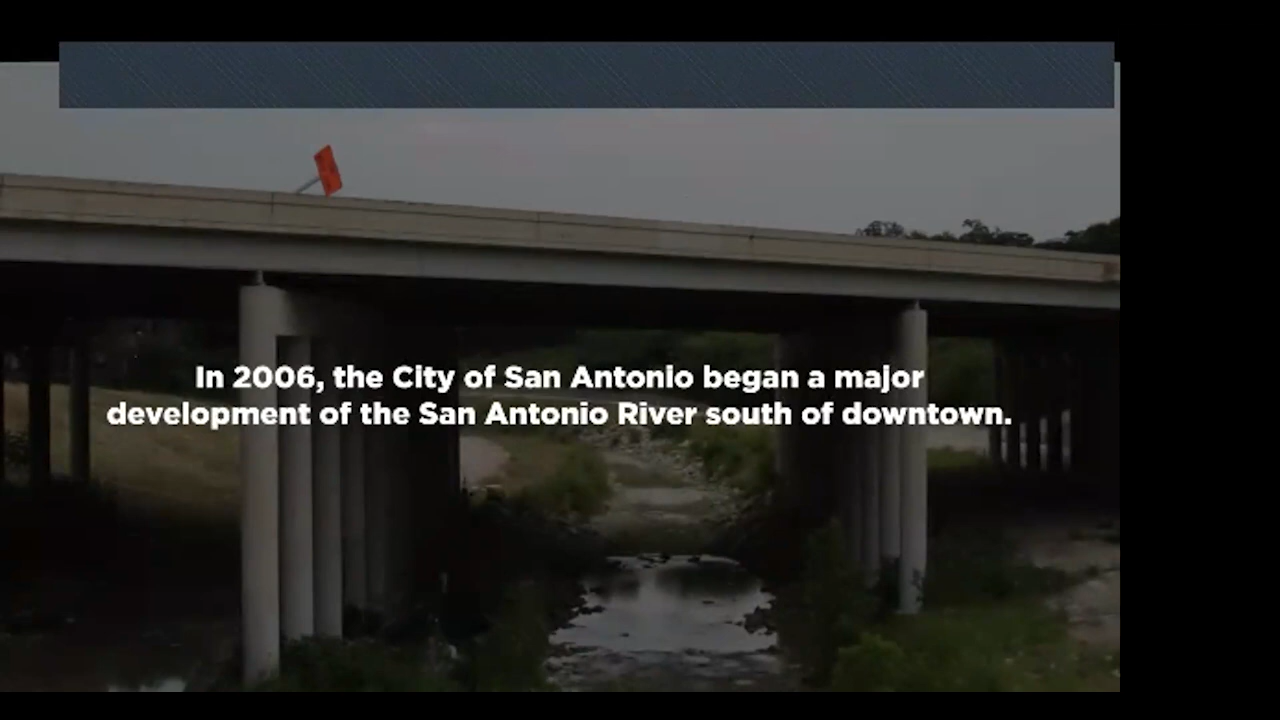 In 2006, the City of San Antonio began a major
development of the San Antonio River south of downtown.